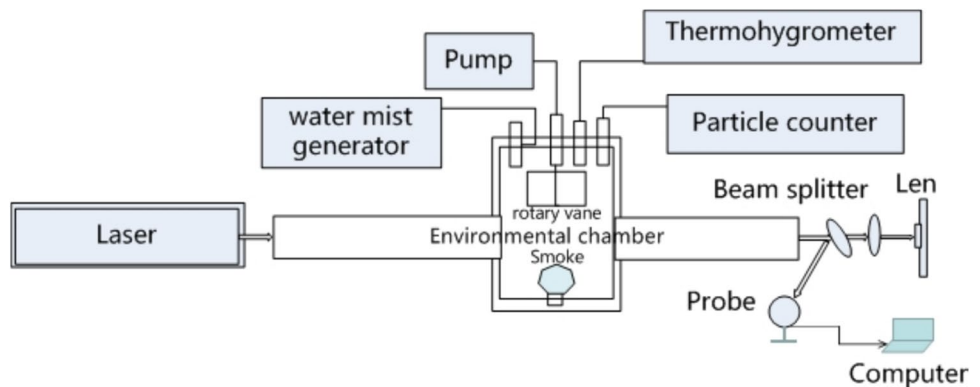 Thermohygrometer
Pump
water mist
generator
Particle counter
Beam splitter
Len
rotary vane
Laser
Environmental chamber
Smoke
Probe
Computer